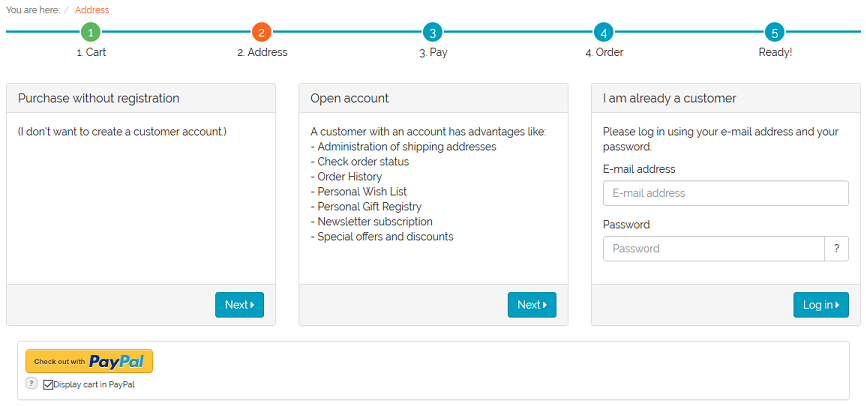 You are here: / Address
1 2 3 4 5
1. Cart 2. Address 3. Pay 4. Order Ready!
Purchase without registration
(I don't want to create a customer account.)
Next
Open account
A customer with an account has advantages like:
- Administration of shipping addresses
- Check order status
- Order History
- Personal Wish List
- Personal Gift Registry
- Newsletter subscription
- Special offers and discounts
Next
I am already a customer
Please log in using your e-mail address and your
password.
E-mail address
E-mail address
Password
Password ?
Log in
Check out with PayPal
? Display cart in PayPal